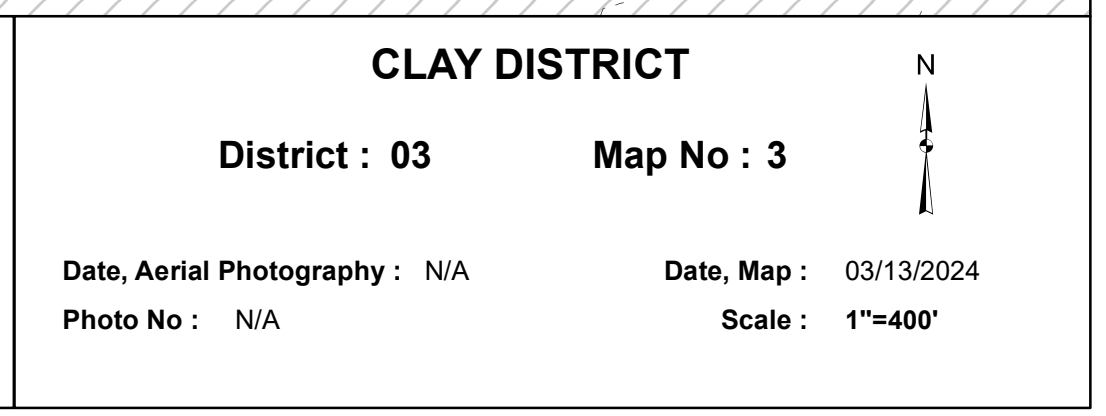 CLAY DISTRICT
N
District : 03 Map No : 3
Date, Aerial Photography : N/A Date, Map : 03/13/2024
Photo No : N/A Scale : 1"=400'